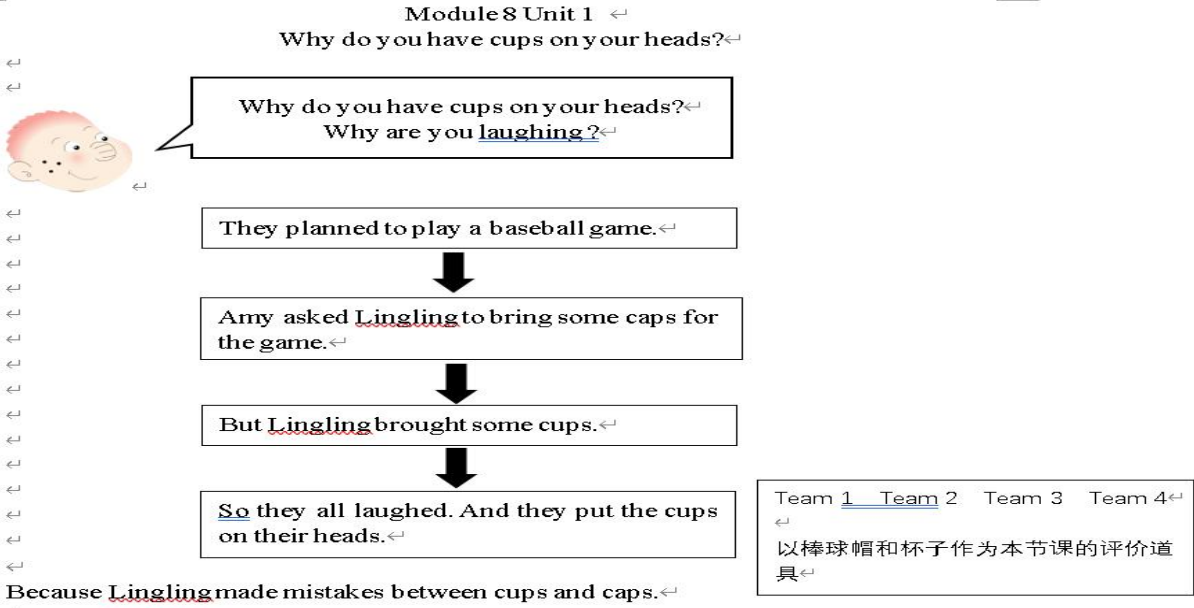 Module 8 Unit 1
Why do you have cups on your heads?
Why do you have cups on your heads?
Why are you laughing ?
They planned to play a baseball game.
Amy asked Lingling to bring some caps for
the game.
But Lingling brought some cups.
So they all laughed. And they put the cups
on their heads.
Team 1 Team 2 Team 3 Team 4
以棒球帽和杯子作为本节课的评价道
具
Because Lingling made mistakes between cups and caps.